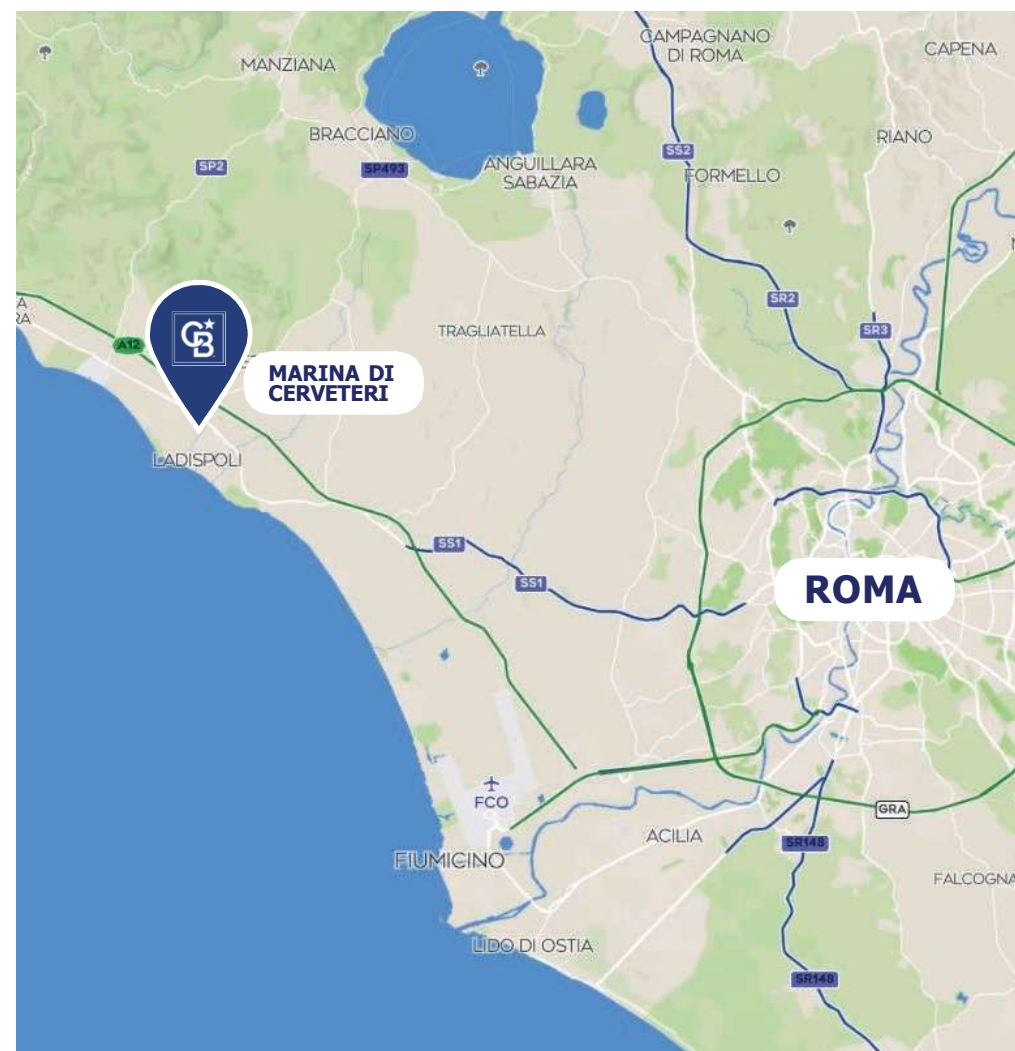 CAMPAGNANO
DI ROMA
CAPENA
MANZIANA
BRACCIANO
RIANO
SS2
SP2
SP493
ANGUILLARA
SABAZIA
FORMELLO
SR2
TRAGLIATELLA
SR3
A12
CB
MARINA DI
CERVETERI
LADISPOLI
SS1
SS1
ROMA
FCO
GRA
ACILIA
SR148
FIUMICINO
FALCOGNA
LIDO DI OSTIA
SR148